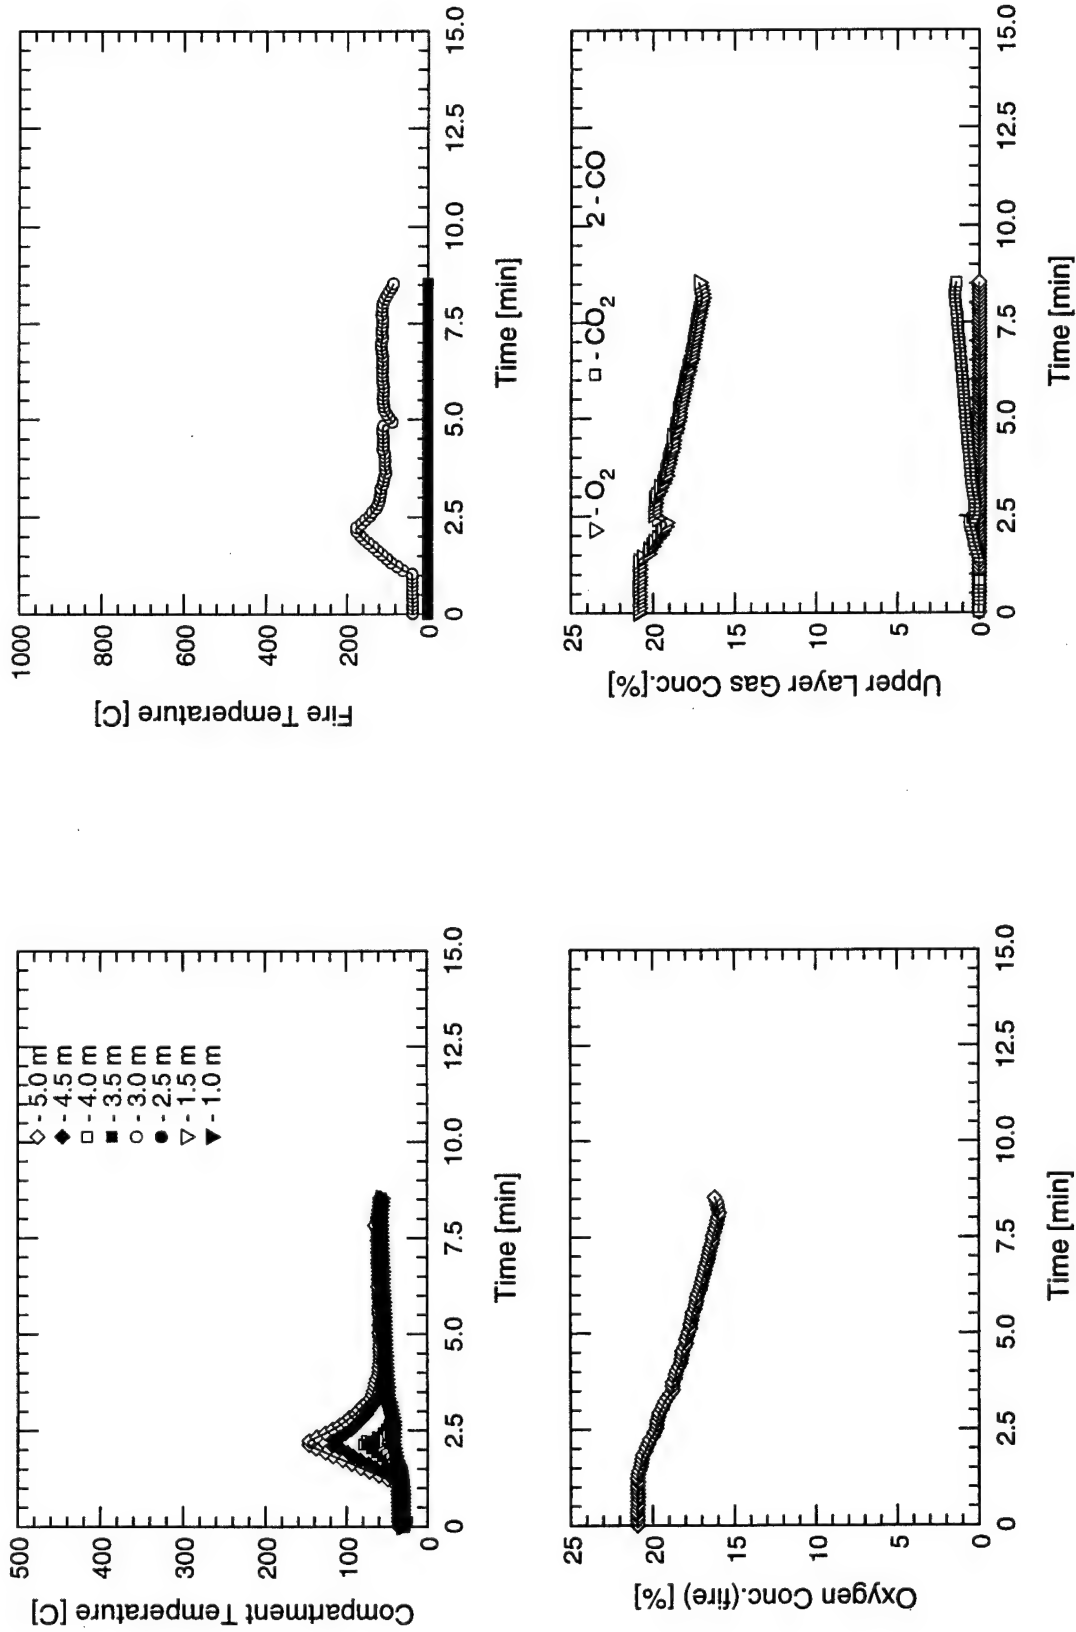 Compartment Temperature [C]
500
400
300
200
100
0
◇ - 5.0 m
◆ - 4.5 m
□ - 4.0 m
■ - 3.5 m
○ - 3.0 m
● - 2.5 m
▽ - 1.5 m
▼ - 1.0 m
0 2.5 5.0 7.5 10.0 12.5 15.0
Time [min]
Fire Temperature [C]
1000
800
600
400
200
0
0 2.5 5.0 7.5 10.0 12.5 15.0
Time [min]
Oxygen Conc.(fire) [%]
25
20
15
10
5
0
0 2.5 5.0 7.5 10.0 12.5 15.0
Time [min]
Upper Layer Gas Conc.[%]
25
20
15
10
5
0
▽ - O₂ □ - CO₂ 2 - CO
0 2.5 5.0 7.5 10.0 12.5 15.0
Time [min]